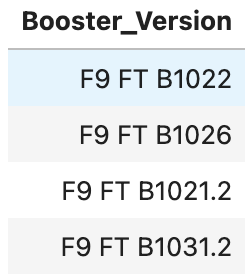 Booster_Version
F9 FT B1022
F9 FT B1026
F9 FT B1021.2
F9 FT B1031.2